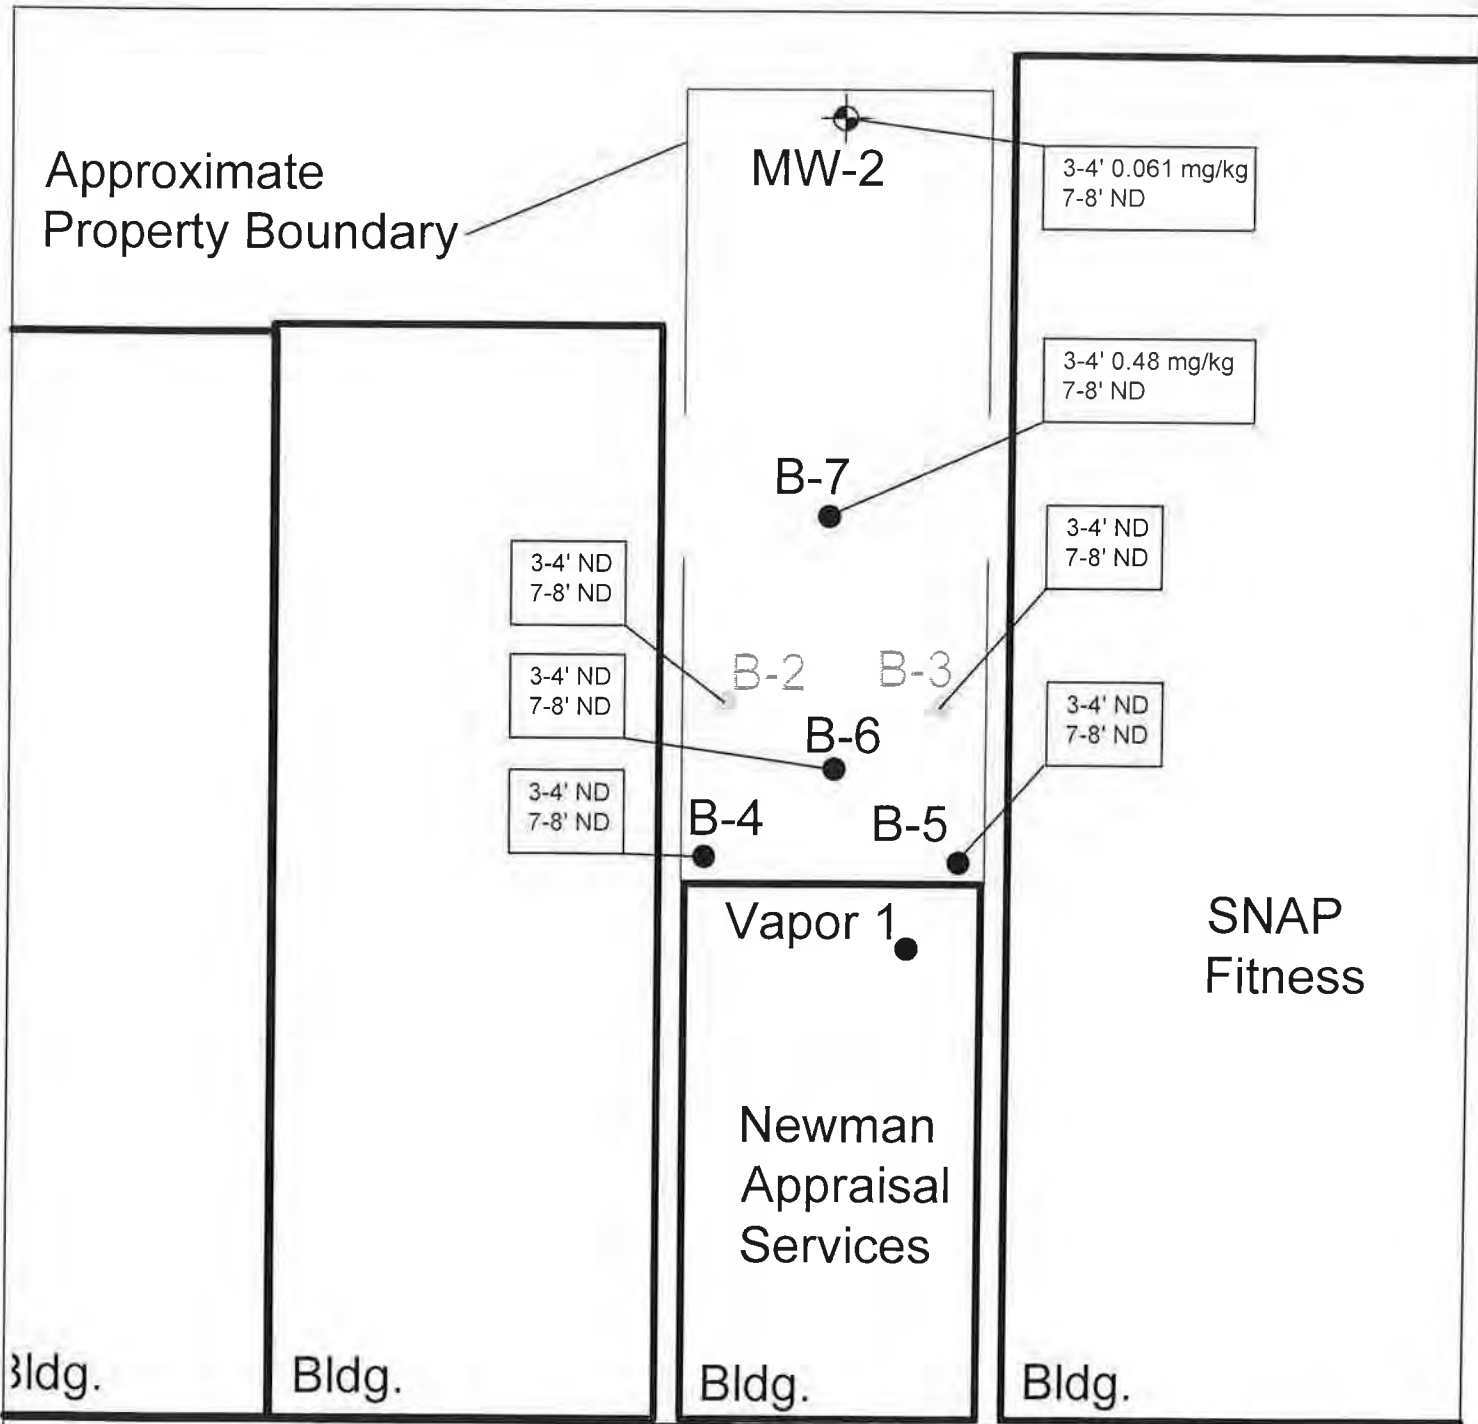 Approximate
Property Boundary
MW-2
3-4' 0.061 mg/kg
7-8' ND
3-4' 0.48 mg/kg
7-8' ND
B-7
3-4' ND
7-8' ND
3-4' ND
7-8' ND
B-2
B-3
3-4' ND
7-8' ND
3-4' ND
7-8' ND
B-6
3-4' ND
7-8' ND
B-4
B-5
Vapor 1
SNAP
Fitness
Newman
Appraisal
Services
Bldg.
Bldg.
Bldg.
Bldg.